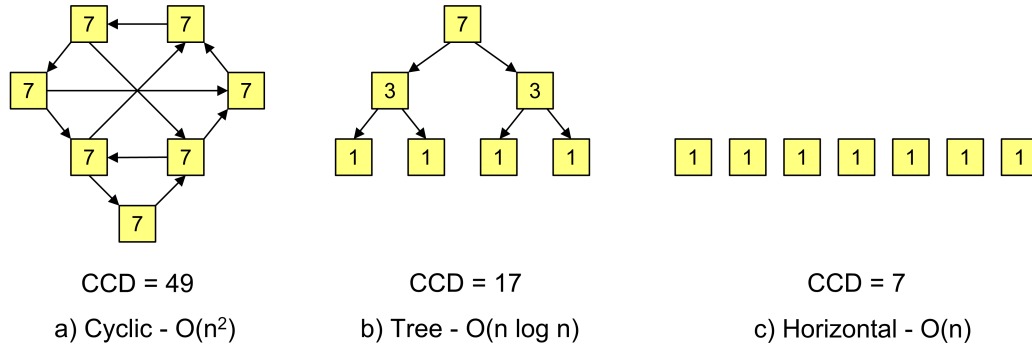 7 7
7
7 7
3 3
7 7
1 1 1 1
1 1 1 1 1 1 1
7
CCD = 49
CCD = 17
CCD = 7
a) Cyclic - O(n²)
b) Tree - O(n log n)
c) Horizontal - O(n)